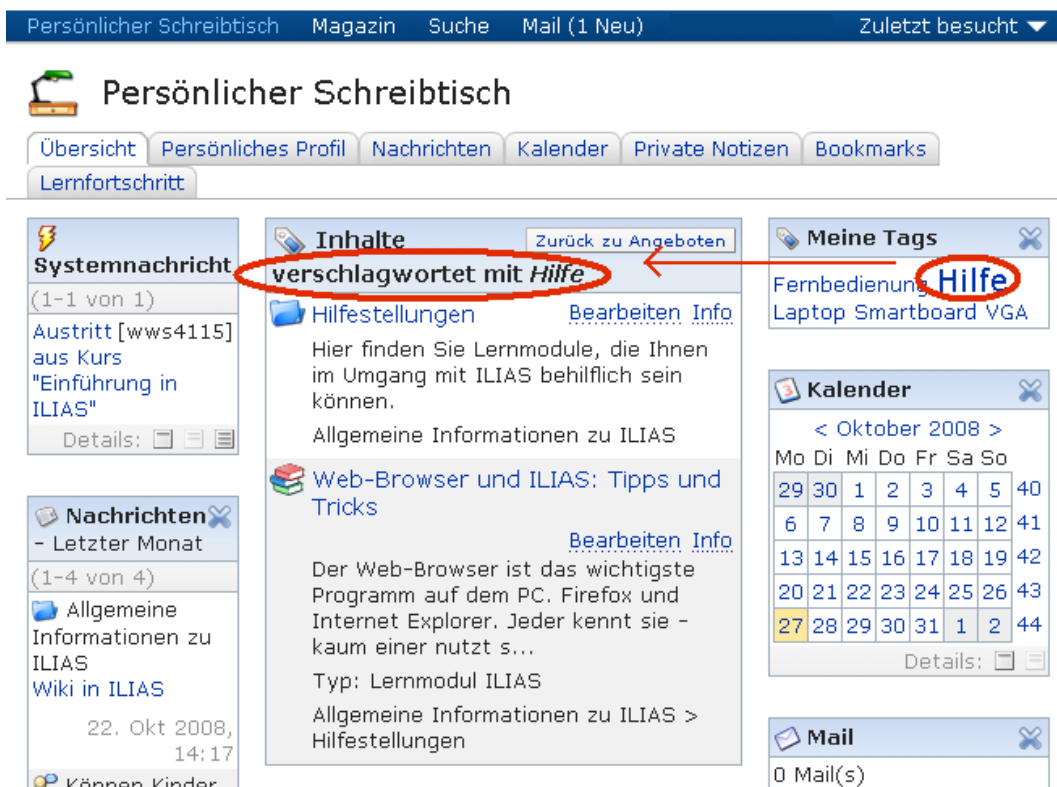 Persönlicher Schreibtisch Magazin Suche Mail (1 Neu) Zuletzt besucht
Persönlicher Schreibtisch
Übersicht Persönliches Profil Nachrichten Kalender Private Notizen Bookmarks
Lernfortschritt
Systemnachricht
(1-1 von 1)
Austritt [wws4115]
aus Kurs
"Einführung in
ILIAS"
Details:
Nachrichten
- Letzter Monat
(1-4 von 4)
Allgemeine
Informationen zu
ILIAS
Wiki in ILIAS
22. Okt 2008,
14:17
Können Kinder
Inhalte Zurück zu Angeboten
verschlagwortet mit Hilfe
Hilfestellungen Bearbeiten Info
Hier finden Sie Lernmodule, die Ihnen
im Umgang mit ILIAS behilflich sein
können.
Allgemeine Informationen zu ILIAS
Web-Browser und ILIAS: Tipps und
Tricks
Bearbeiten Info
Der Web-Browser ist das wichtigste
Programm auf dem PC. Firefox und
Internet Explorer. Jeder kennt sie –
kaum einer nutzt s...
Typ: Lernmodul ILIAS
Allgemeine Informationen zu ILIAS >
Hilfestellungen
Meine Tags
Fernbedienung Hilfe
Laptop Smartboard VGA
3 Kalender
< Oktober 2008 >
Mo Di Mi Do Fr Sa So
29 30 1 2 3 4 5 40
6 7 8 9 10 11 12 41
13 14 15 16 17 18 19 42
20 21 22 23 24 25 26 43
27 28 29 30 31 1 2 44
Details:
Mail
0 Mail(s)